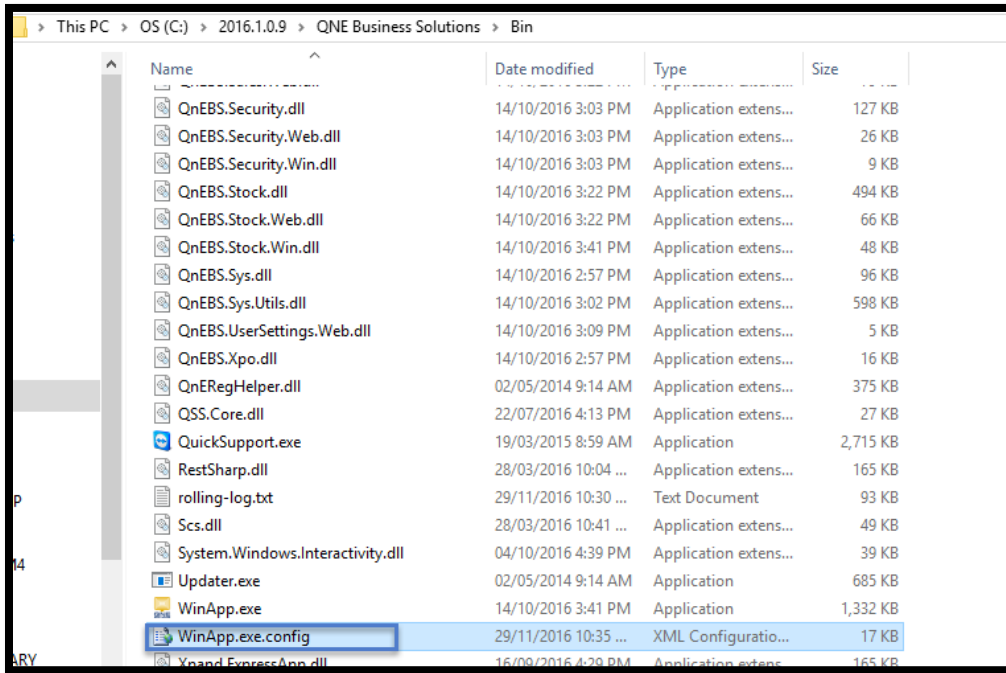 This PC > OS (C:) > 2016.1.0.9 > QNE Business Solutions > Bin
Name Date modified Type Size
QnEBS.Security.dll 14/10/2016 3:03 PM Application extens... 127 KB
QnEBS.Security.Web.dll 14/10/2016 3:03 PM Application extens... 26 KB
QnEBS.Security.Win.dll 14/10/2016 3:03 PM Application extens... 9 KB
QnEBS.Stock.dll 14/10/2016 3:22 PM Application extens... 494 KB
QnEBS.Stock.Web.dll 14/10/2016 3:22 PM Application extens... 66 KB
QnEBS.Stock.Win.dll 14/10/2016 3:41 PM Application extens... 48 KB
QnEBS.Sys.dll 14/10/2016 2:57 PM Application extens... 96 KB
QnEBS.Sys.Utils.dll 14/10/2016 3:02 PM Application extens... 598 KB
QnEBS.UserSettings.Web.dll 14/10/2016 3:09 PM Application extens... 5 KB
QnEBS.Xpo.dll 14/10/2016 2:57 PM Application extens... 16 KB
QnERegHelper.dll 02/05/2014 9:14 AM Application extens... 375 KB
QSS.Core.dll 22/07/2016 4:13 PM Application extens... 27 KB
QuickSupport.exe 19/03/2015 8:59 AM Application 2,715 KB
RestSharp.dll 28/03/2016 10:04 ... Application extens... 165 KB
p rolling-log.txt 29/11/2016 10:30 ... Text Document 93 KB
Scs.dll 28/03/2016 10:41 ... Application extens... 49 KB
System.Windows.Interactivity.dll 04/10/2016 4:39 PM Application extens... 39 KB
Updater.exe 02/05/2014 9:14 AM Application 685 KB
WinApp.exe 14/10/2016 3:41 PM Application 1,332 KB
WinApp.exe.config 29/11/2016 10:35 ... XML Configuratio... 17 KB
ARY Xpand.ExpressApp.dll 16/09/2016 4:29 PM Application extens... 165 KB